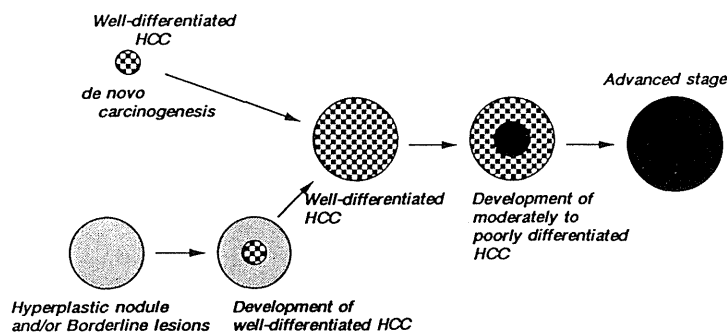 Well-differentiated
HCC
de novo
carcinogenesis
Advanced stage
Well-differentiated
HCC
Development of
moderately to
poorly differentiated
HCC
Hyperplastic nodule
and/or Borderline lesions
Development of
well-differentiated HCC